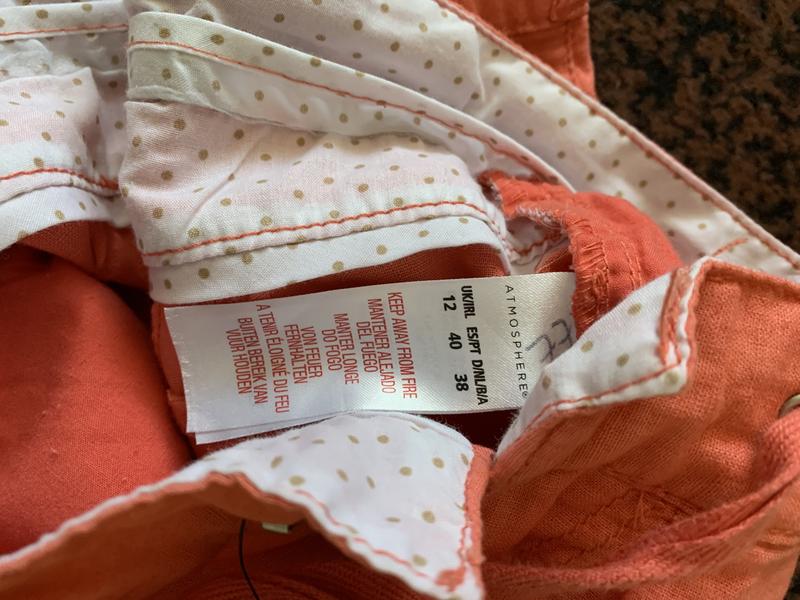 ATMOSPHERE®
UK/IRL ES/PT D/NL/B/A
12 40 38
KEEP AWAY FROM FIRE
MANTENER ALEJADO
DEL FUEGO
MANTER LONGE
DO FOGO
VON FEUER
FERNHALTEN
A TENIR ÉLOIGNÉ DU FEU
BUITEN BEREIK VAN
VUUR HOUDEN